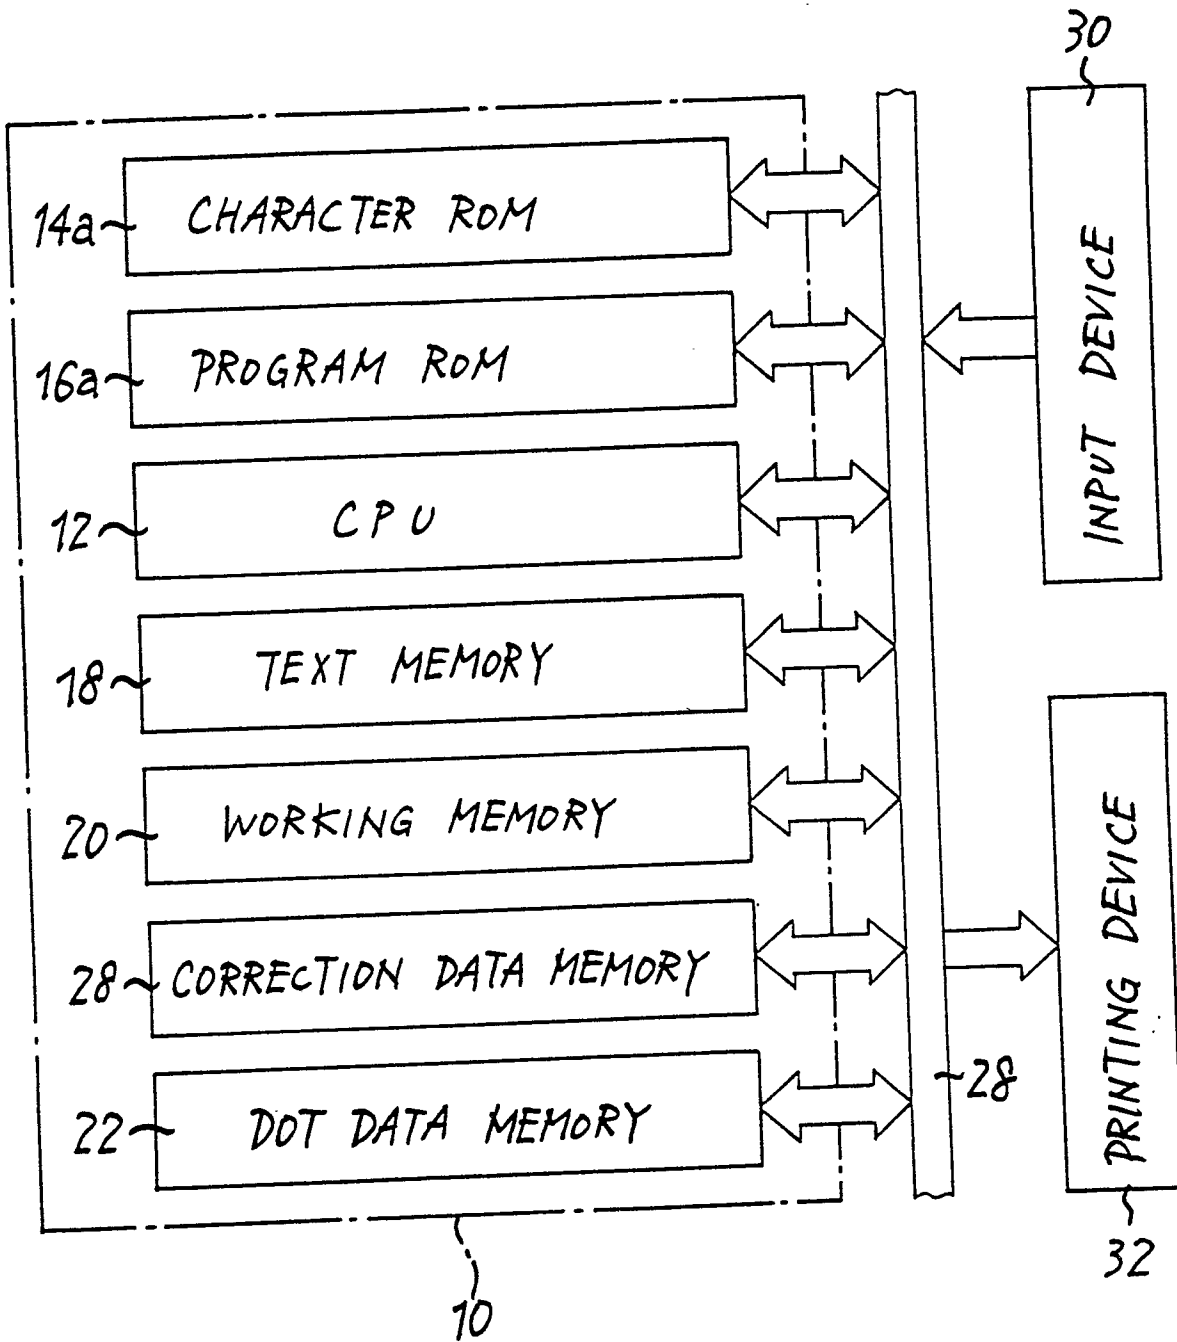 30
14a
CHARACTER ROM
16a
PROGRAM ROM
INPUT DEVICE
12
CPU
18
TEXT MEMORY
20
WORKING MEMORY
28
CORRECTION DATA MEMORY
PRINTING DEVICE
22
DOT DATA MEMORY
28
32
10